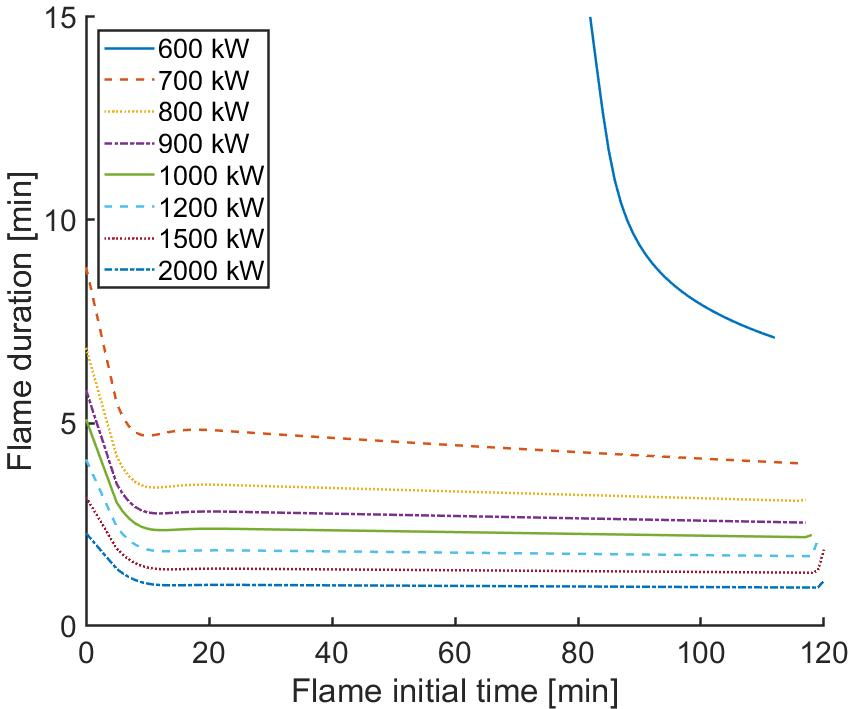 15
10
5
0
Flame duration [min]
600 kW
700 kW
800 kW
900 kW
1000 kW
1200 kW
1500 kW
2000 kW
0 20 40 60 80 100 120
Flame initial time [min]